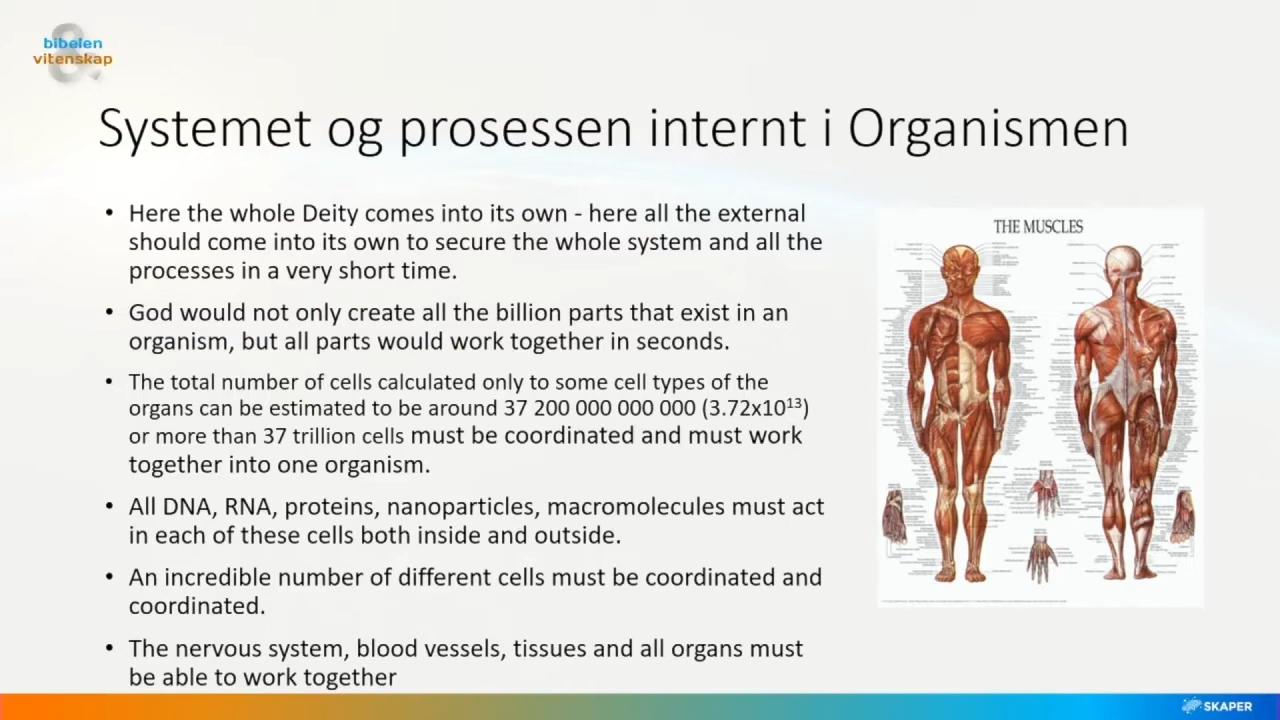 bibelen
&
vitenskap
Systemet og prosessen internt i Organismen
• Here the whole Deity comes into its own - here all the external
should come into its own to secure the whole system and all the
processes in a very short time.
• God would not only create all the billion parts that exist in an
organism, but all parts would work together in seconds.
• The total number of cells calculated only to some cell types of the
organs can be estimated to be around 37 200 000 000 000 (3.72x10¹³)
or more than 37 trillion cells must be coordinated and must work
together into one organism.
• All DNA, RNA, proteins, nanoparticles, macromolecules must act
in each of these cells both inside and outside.
• An incredible number of different cells must be coordinated and
coordinated.
• The nervous system, blood vessels, tissues and all organs must
be able to work together
THE MUSCLES
SKAPER